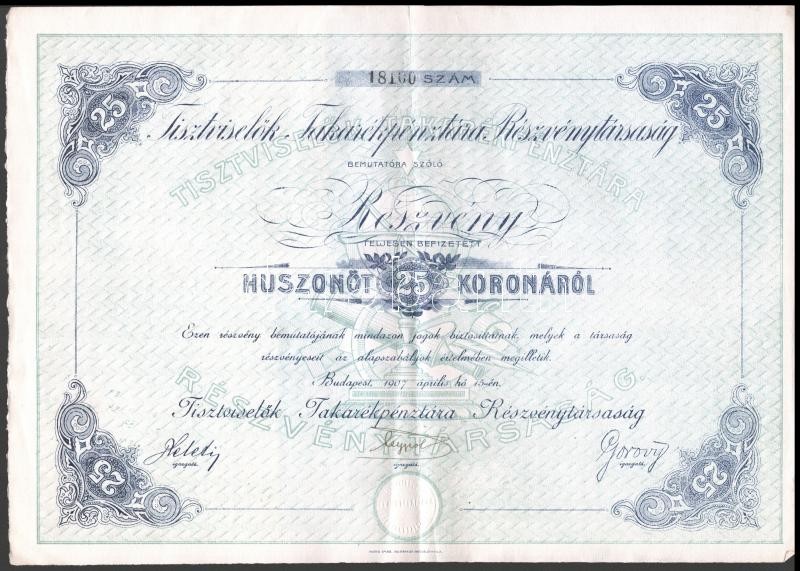 18160 SZÁM
25 25
Tisztviselők Takarékpénztára Részvénytársaság
TISZTVISELŐK TAKARÉKPÉNZTÁRA
BEMUTATÓRA SZÓLÓ
Részvény
TELJESEN BEFIZETETT
HUSZONÖT 25 KORONÁRÓL
Ezen részvény bemutatójának mindazon jogok biztosíttatnak, melyek a társaság
részvényeseit az alapszabályok értelmében megilletik.
Budapest, 1907 április hó 15-én.
RÉSZVÉNYTÁRSASÁG.
Tisztviselők Takarékpénztára Részvénytársaság
igazgató. igazgató. igazgató.
25 25